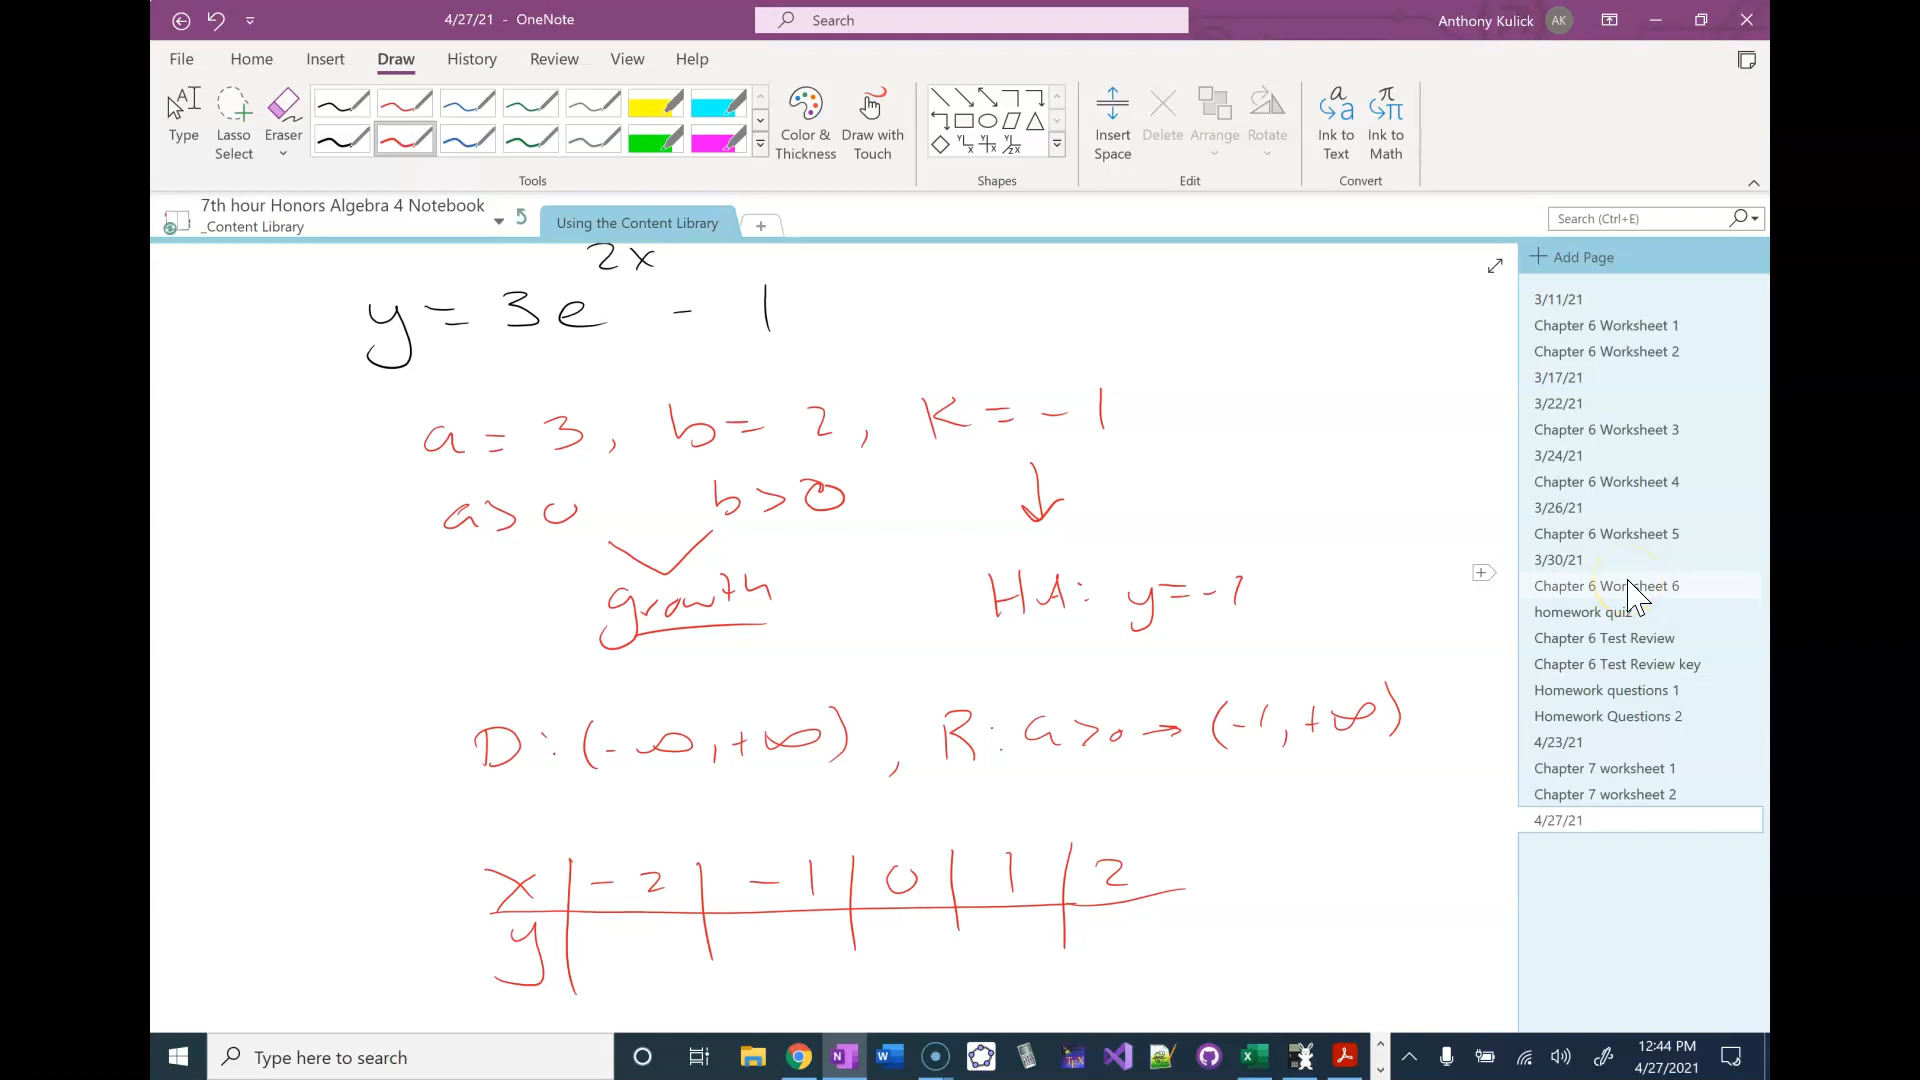 4/27/21 - OneNote
Search
Anthony Kulick
AK
File Home Insert Draw History Review View Help
Type
Lasso Select
Eraser
Color & Thickness
Draw with Touch
Insert Space
Delete
Arrange
Rotate
Ink to Text
Ink to Math
Tools
Shapes
Edit
Convert
7th hour Honors Algebra 4 Notebook
_Content Library
Using the Content Library
Search (Ctrl+E)
y = 3e^2x - 1
a = 3, b = 2, K = -1
a > 0 b > 0
growth HA: y = -1
D: (-∞, +∞), R: a > 0 → (-1, +∞)
x | -2 | -1 | 0 | 1 | 2
y
Add Page
3/11/21
Chapter 6 Worksheet 1
Chapter 6 Worksheet 2
3/17/21
3/22/21
Chapter 6 Worksheet 3
3/24/21
Chapter 6 Worksheet 4
3/26/21
Chapter 6 Worksheet 5
3/30/21
Chapter 6 Worksheet 6
homework quiz
Chapter 6 Test Review
Chapter 6 Test Review key
Homework questions 1
Homework Questions 2
4/23/21
Chapter 7 worksheet 1
Chapter 7 worksheet 2
4/27/21
Type here to search
12:44 PM
4/27/2021